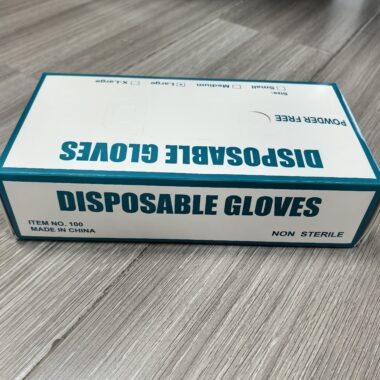 Size:
☐ Small
☐ Medium
☑ Large
☐ X-Large
POWDER FREE
DISPOSABLE GLOVES
DISPOSABLE GLOVES
ITEM NO. 100
MADE IN CHINA
NON STERILE